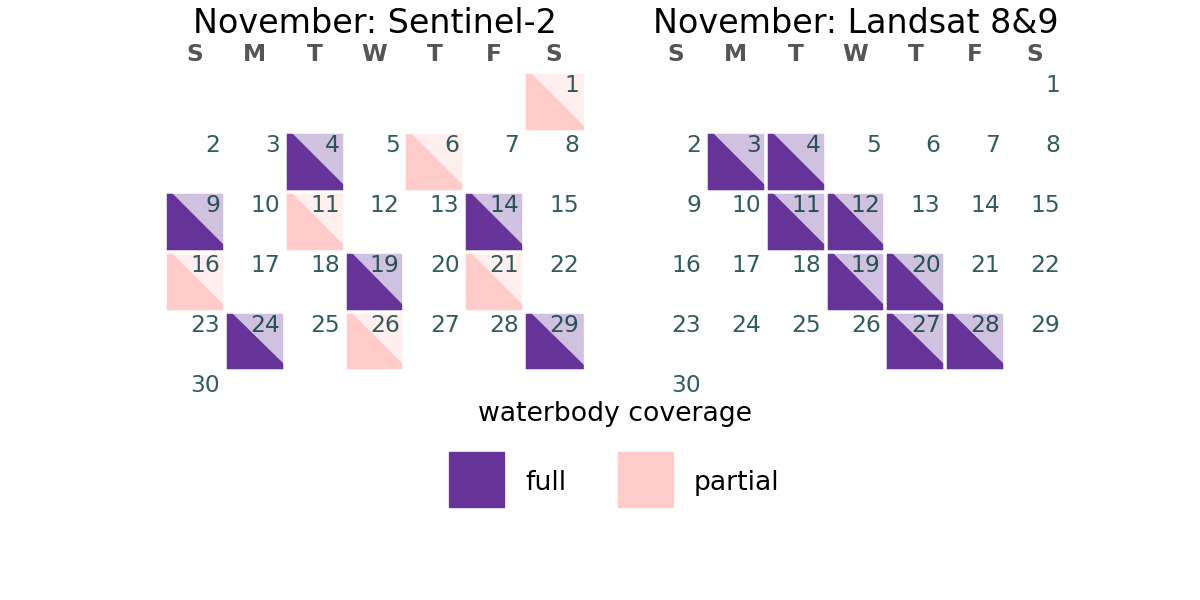 November: Sentinel-2
S M T W T F S
1
2 3 4 5 6 7 8
9 10 11 12 13 14 15
16 17 18 19 20 21 22
23 24 25 26 27 28 29
30
November: Landsat 8&9
S M T W T F S
1
2 3 4 5 6 7 8
9 10 11 12 13 14 15
16 17 18 19 20 21 22
23 24 25 26 27 28 29
30
waterbody coverage
full
partial